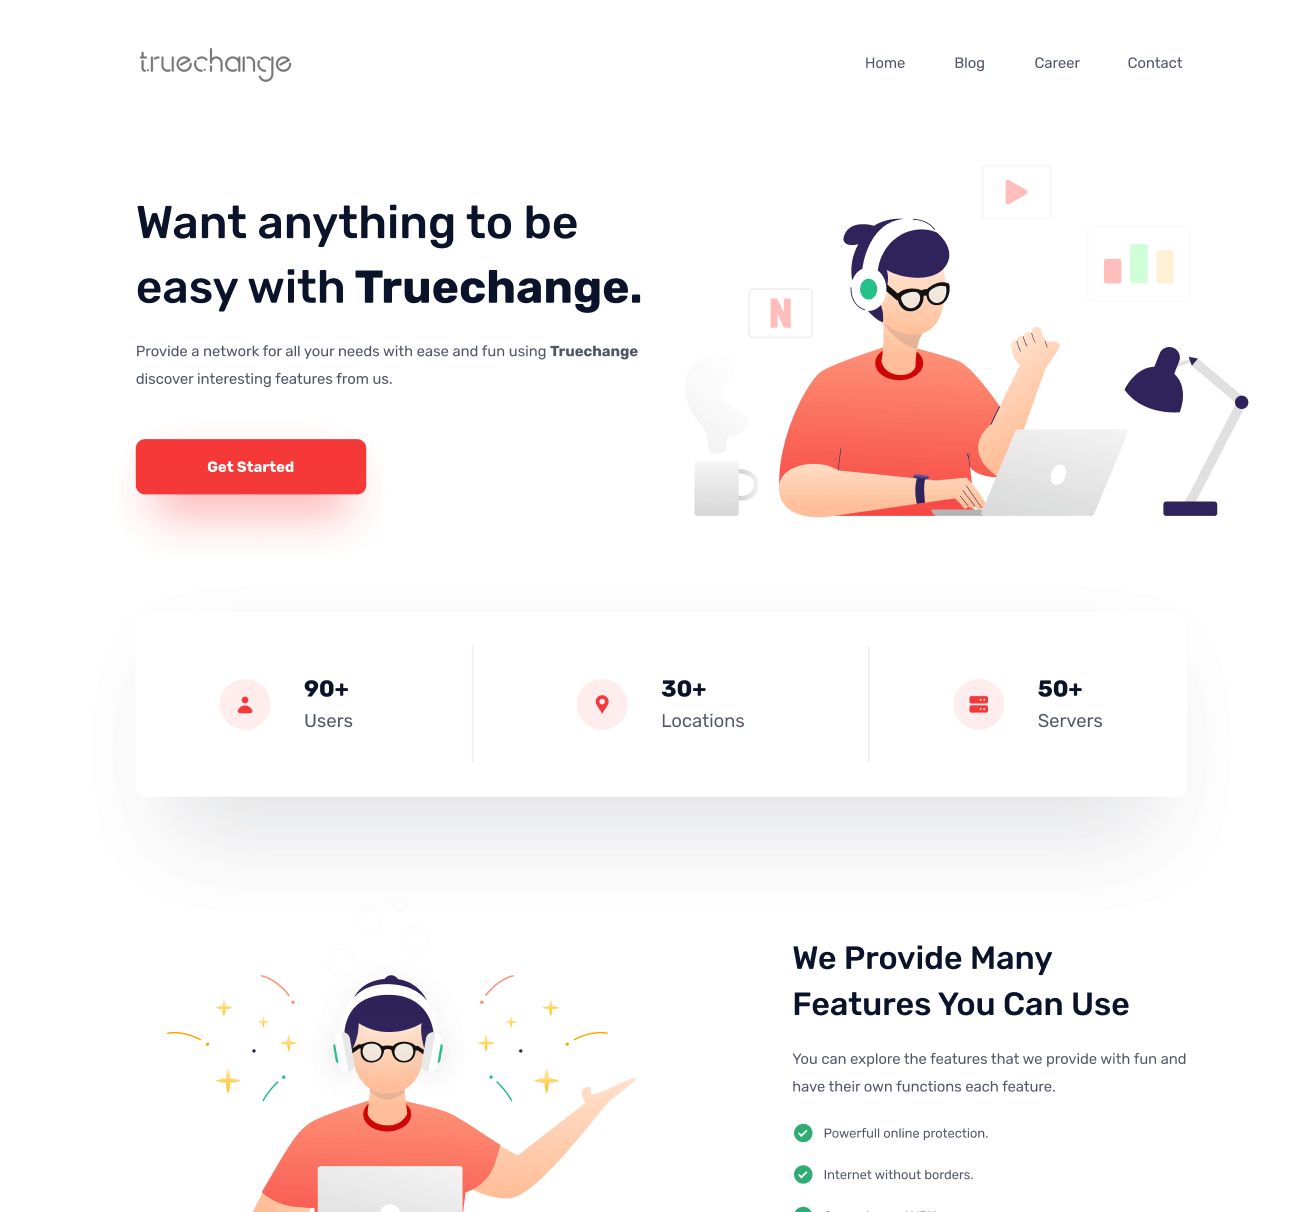 truechange
Home Blog Career Contact
Want anything to be
easy with Truechange.
Provide a network for all your needs with ease and fun using Truechange
discover interesting features from us.
Get Started
N
90+
Users
30+
Locations
50+
Servers
We Provide Many
Features You Can Use
You can explore the features that we provide with fun and
have their own functions each feature.
Powerfull online protection.
Internet without borders.